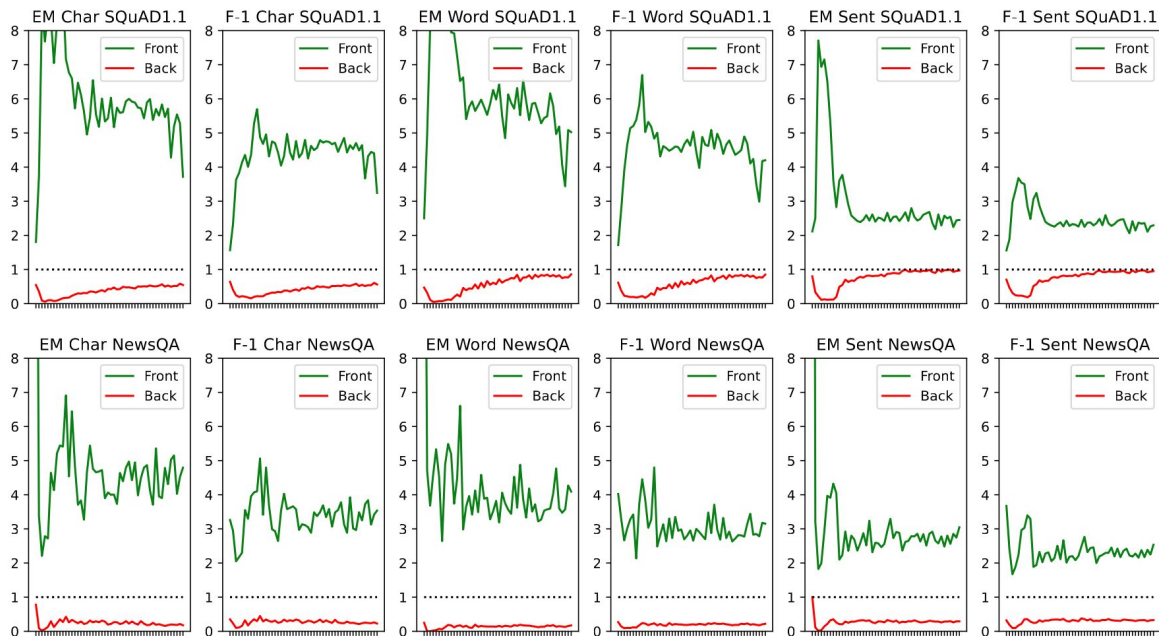 EM Char SQuAD1.1 F-1 Char SQuAD1.1 EM Word SQuAD1.1 F-1 Word SQuAD1.1 EM Sent SQuAD1.1 F-1 Sent SQuAD1.1
8 8 8 8 8 8
Front Front Front Front Front Front
7 7 7 7 7 7
Back Back Back Back Back Back
6 6 6 6 6 6
5 5 5 5 5 5
4 4 4 4 4 4
3 3 3 3 3 3
2 2 2 2 2 2
1 1 1 1 1 1
0 0 0 0 0 0
EM Char NewsQA F-1 Char NewsQA EM Word NewsQA F-1 Word NewsQA EM Sent NewsQA F-1 Sent NewsQA
8 8 8 8 8 8
Front Front Front Front Front Front
7 7 7 7 7 7
Back Back Back Back Back Back
6 6 6 6 6 6
5 5 5 5 5 5
4 4 4 4 4 4
3 3 3 3 3 3
2 2 2 2 2 2
1 1 1 1 1 1
0 0 0 0 0 0